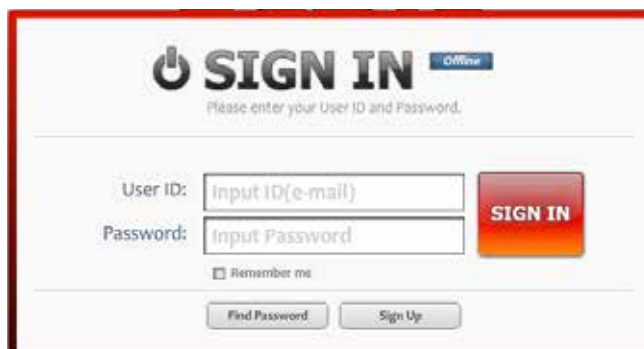 SIGN IN Offline
Please enter your User ID and Password.
User ID: Input ID(e-mail)
SIGN IN
Password: Input Password
Remember me
Find Password Sign Up